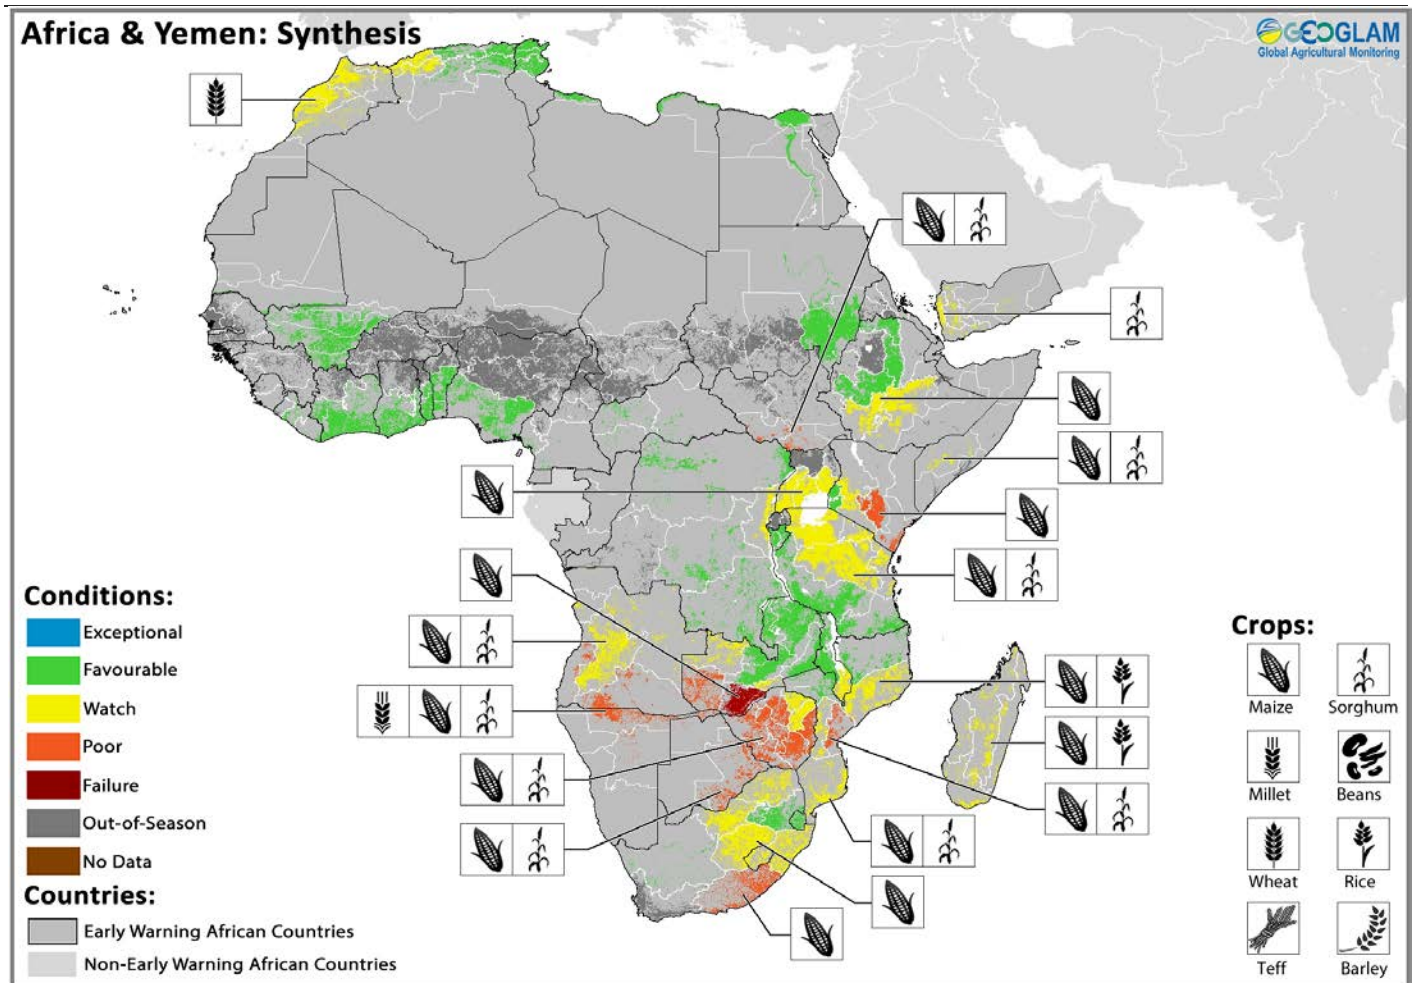 Africa & Yemen: Synthesis
GEOGLAM
Global Agricultural Monitoring
Conditions:
Exceptional
Favourable
Watch
Poor
Failure
Out-of-Season
No Data
Countries:
Early Warning African Countries
Non-Early Warning African Countries
Crops:
Maize
Sorghum
Millet
Beans
Wheat
Rice
Teff
Barley